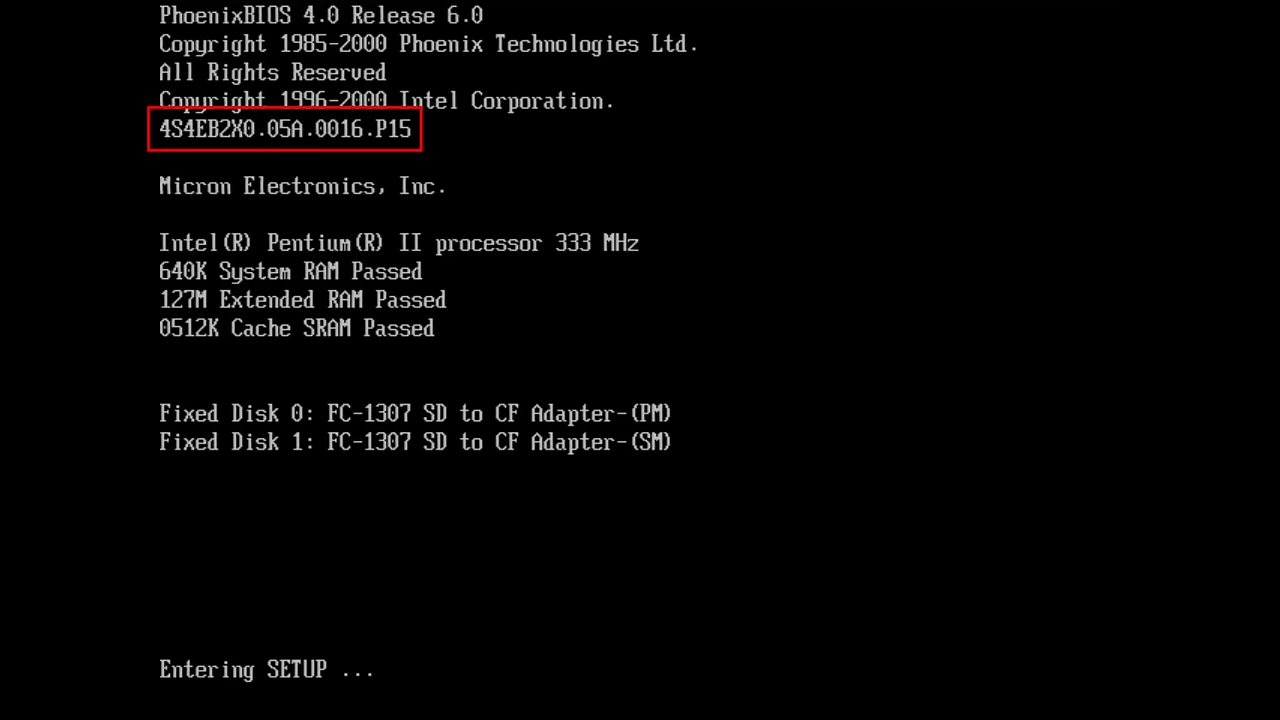 PhoenixBIOS 4.0 Release 6.0
Copyright 1985-2000 Phoenix Technologies Ltd.
All Rights Reserved
Copyright 1996-2000 Intel Corporation.
4S4EB2X0.05A.0016.P15
Micron Electronics, Inc.
Intel(R) Pentium(R) II processor 333 MHz
640K System RAM Passed
127M Extended RAM Passed
0512K Cache SRAM Passed
Fixed Disk 0: FC-1307 SD to CF Adapter-(PM)
Fixed Disk 1: FC-1307 SD to CF Adapter-(SM)
Entering SETUP ...